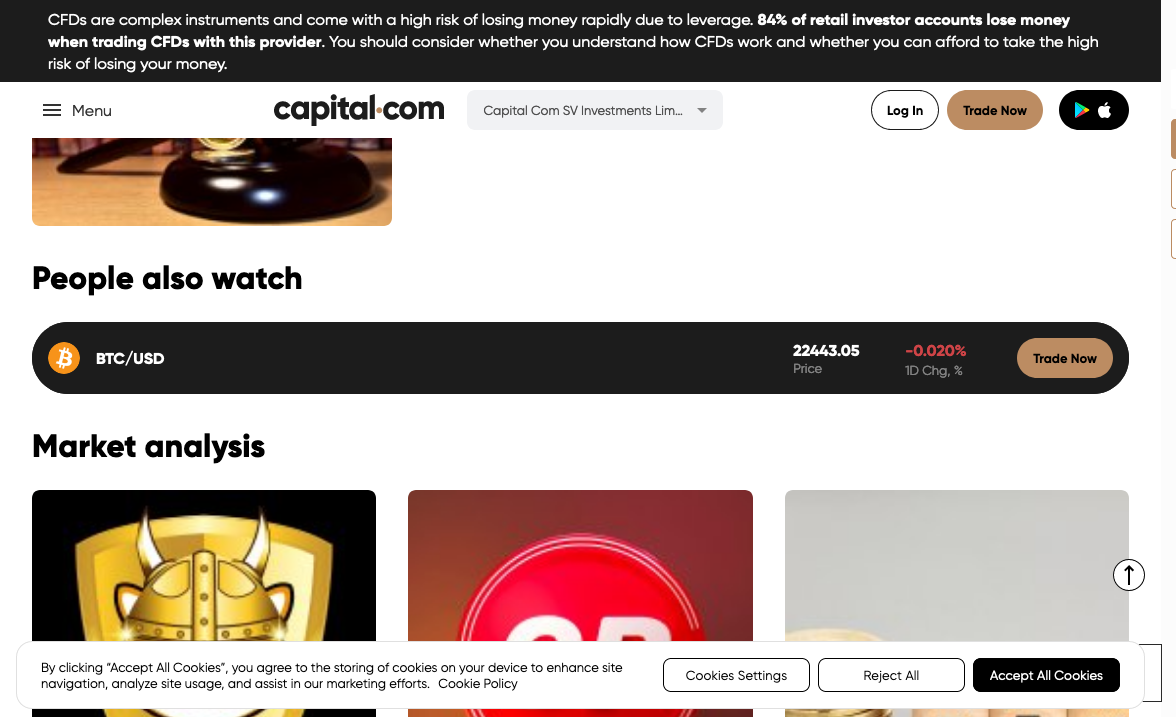 CFDs are complex instruments and come with a high risk of losing money rapidly due to leverage. 84% of retail investor accounts lose money
when trading CFDs with this provider. You should consider whether you understand how CFDs work and whether you can afford to take the high
risk of losing your money.
Menu
capital.com
Capital Com SV Investments Lim...
Log In
Trade Now
People also watch
BTC/USD
22443.05
Price
-0.020%
1D Chg, %
Trade Now
Market analysis
By clicking “Accept All Cookies”, you agree to the storing of cookies on your device to enhance site
navigation, analyze site usage, and assist in our marketing efforts. Cookie Policy
Cookies Settings
Reject All
Accept All Cookies